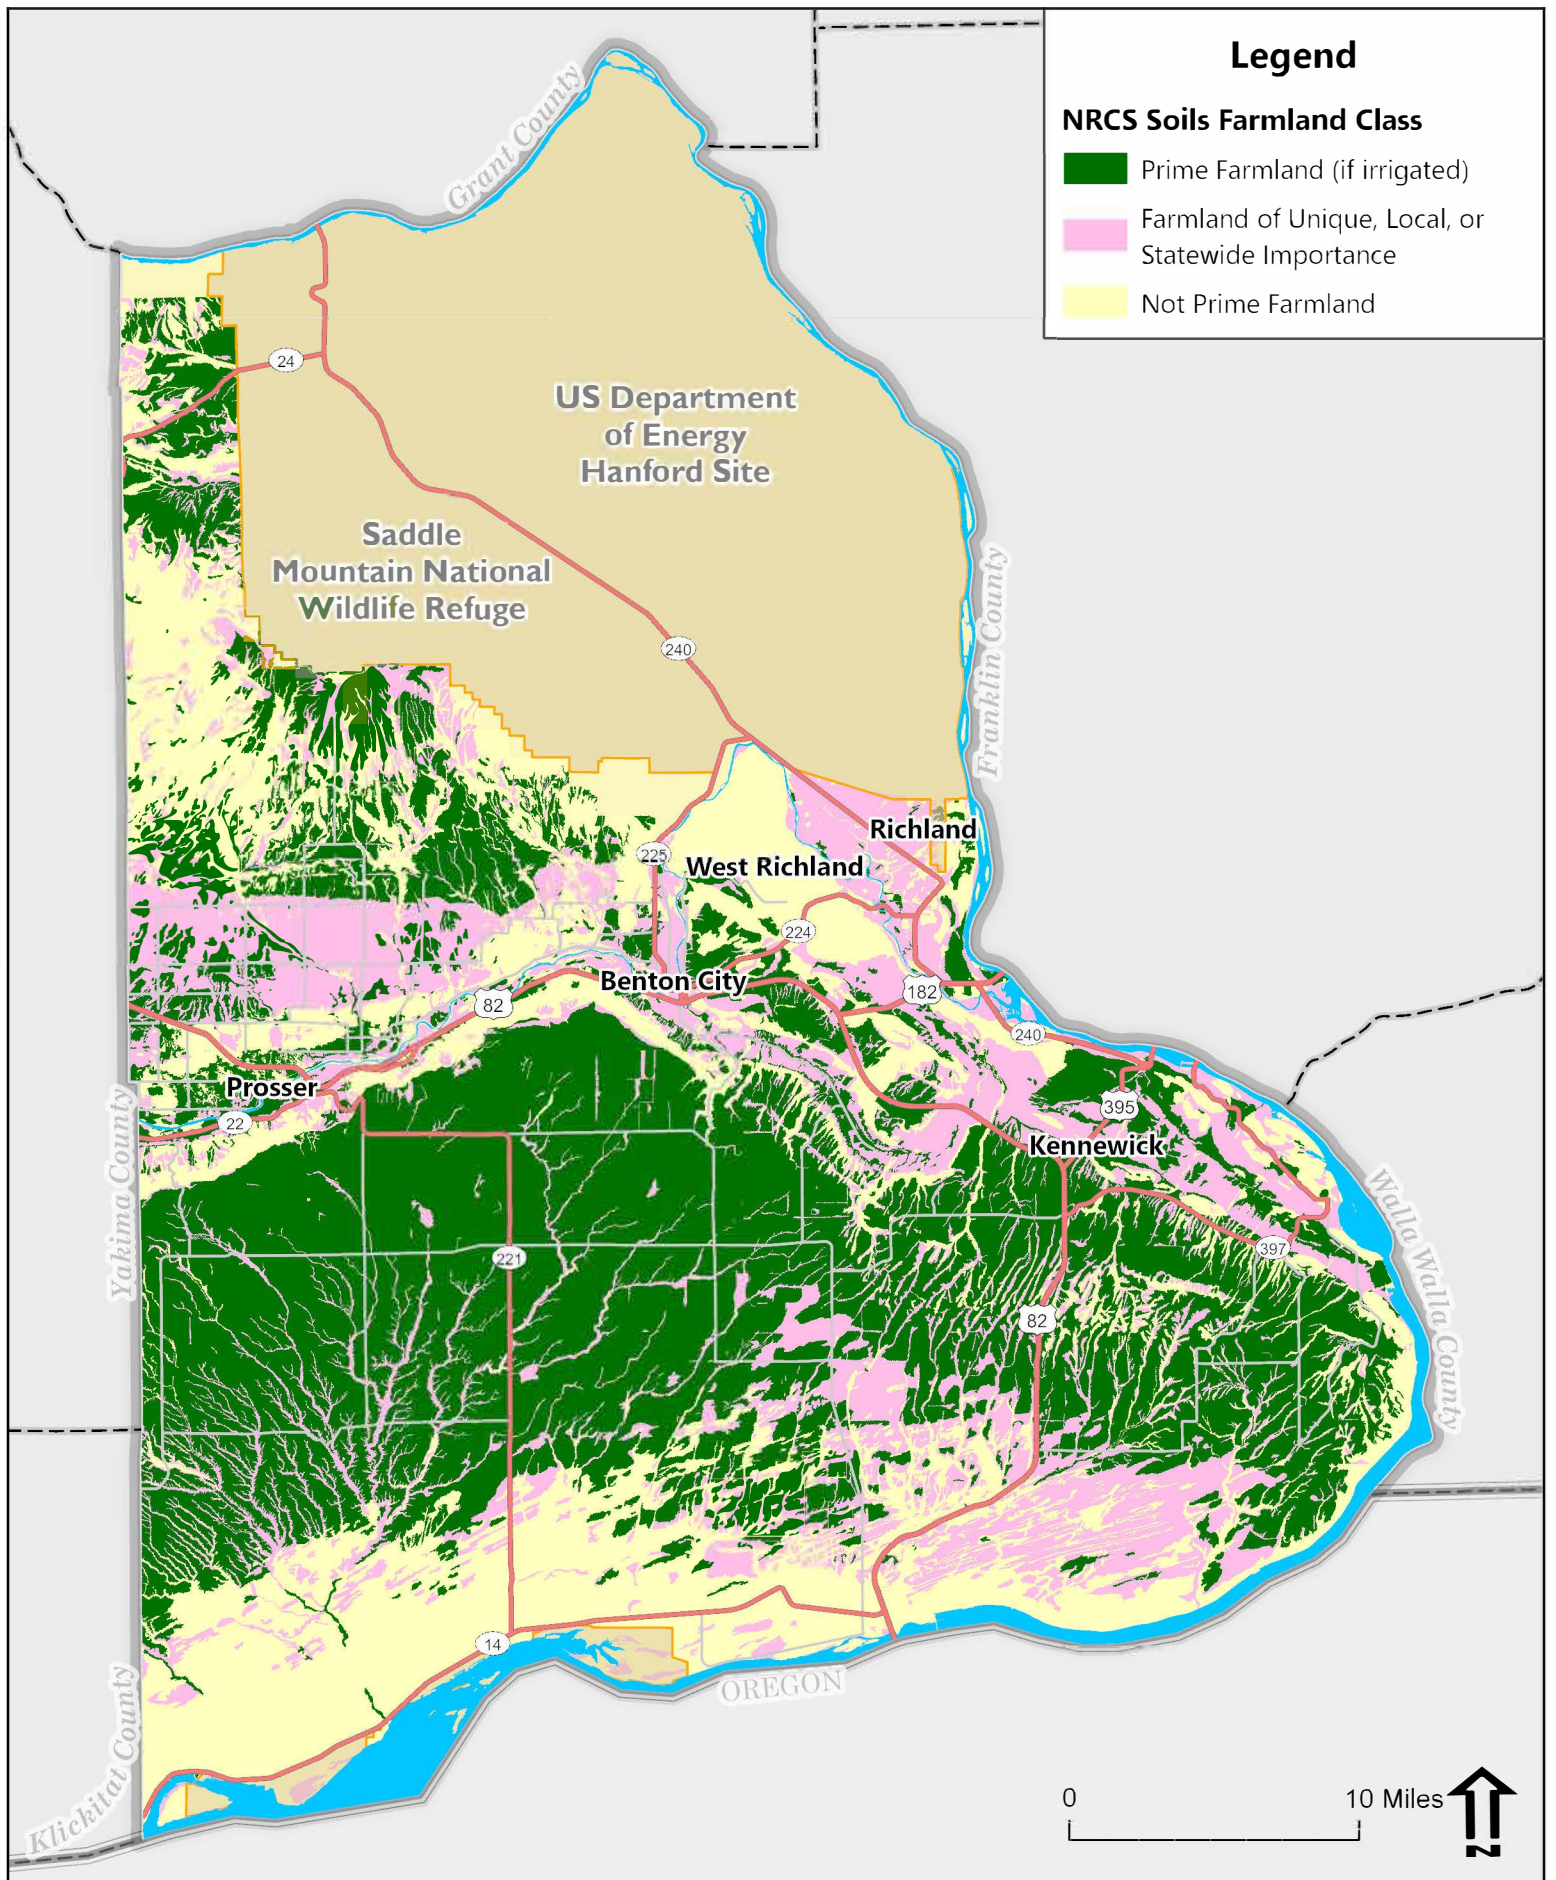 Legend
NRCS Soils Farmland Class
Prime Farmland (if irrigated)
Farmland of Unique, Local, or
Statewide Importance
Not Prime Farmland
Grant County
24
US Department
of Energy
Hanford Site
Saddle
Mountain National
Wildlife Refuge
240
Franklin County
Richland
225
West Richland
224
Benton City
182
82
240
Prosser
22
395
Kennewick
Yakima County
Walla Walla County
221
397
82
14
OREGON
Klickitat County
0
10 Miles
N